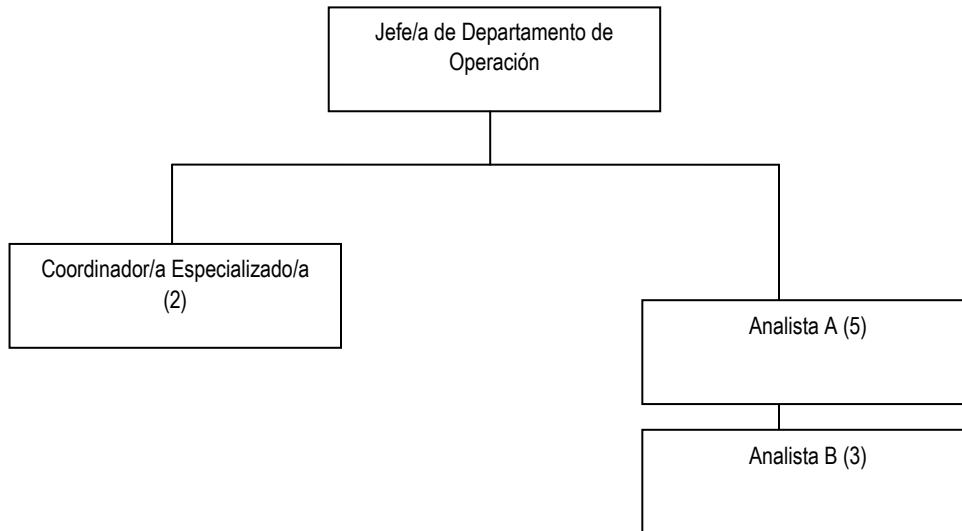 Jefe/a de Departamento de
Operación
Coordinador/a Especializado/a
(2)
Analista A (5)
Analista B (3)